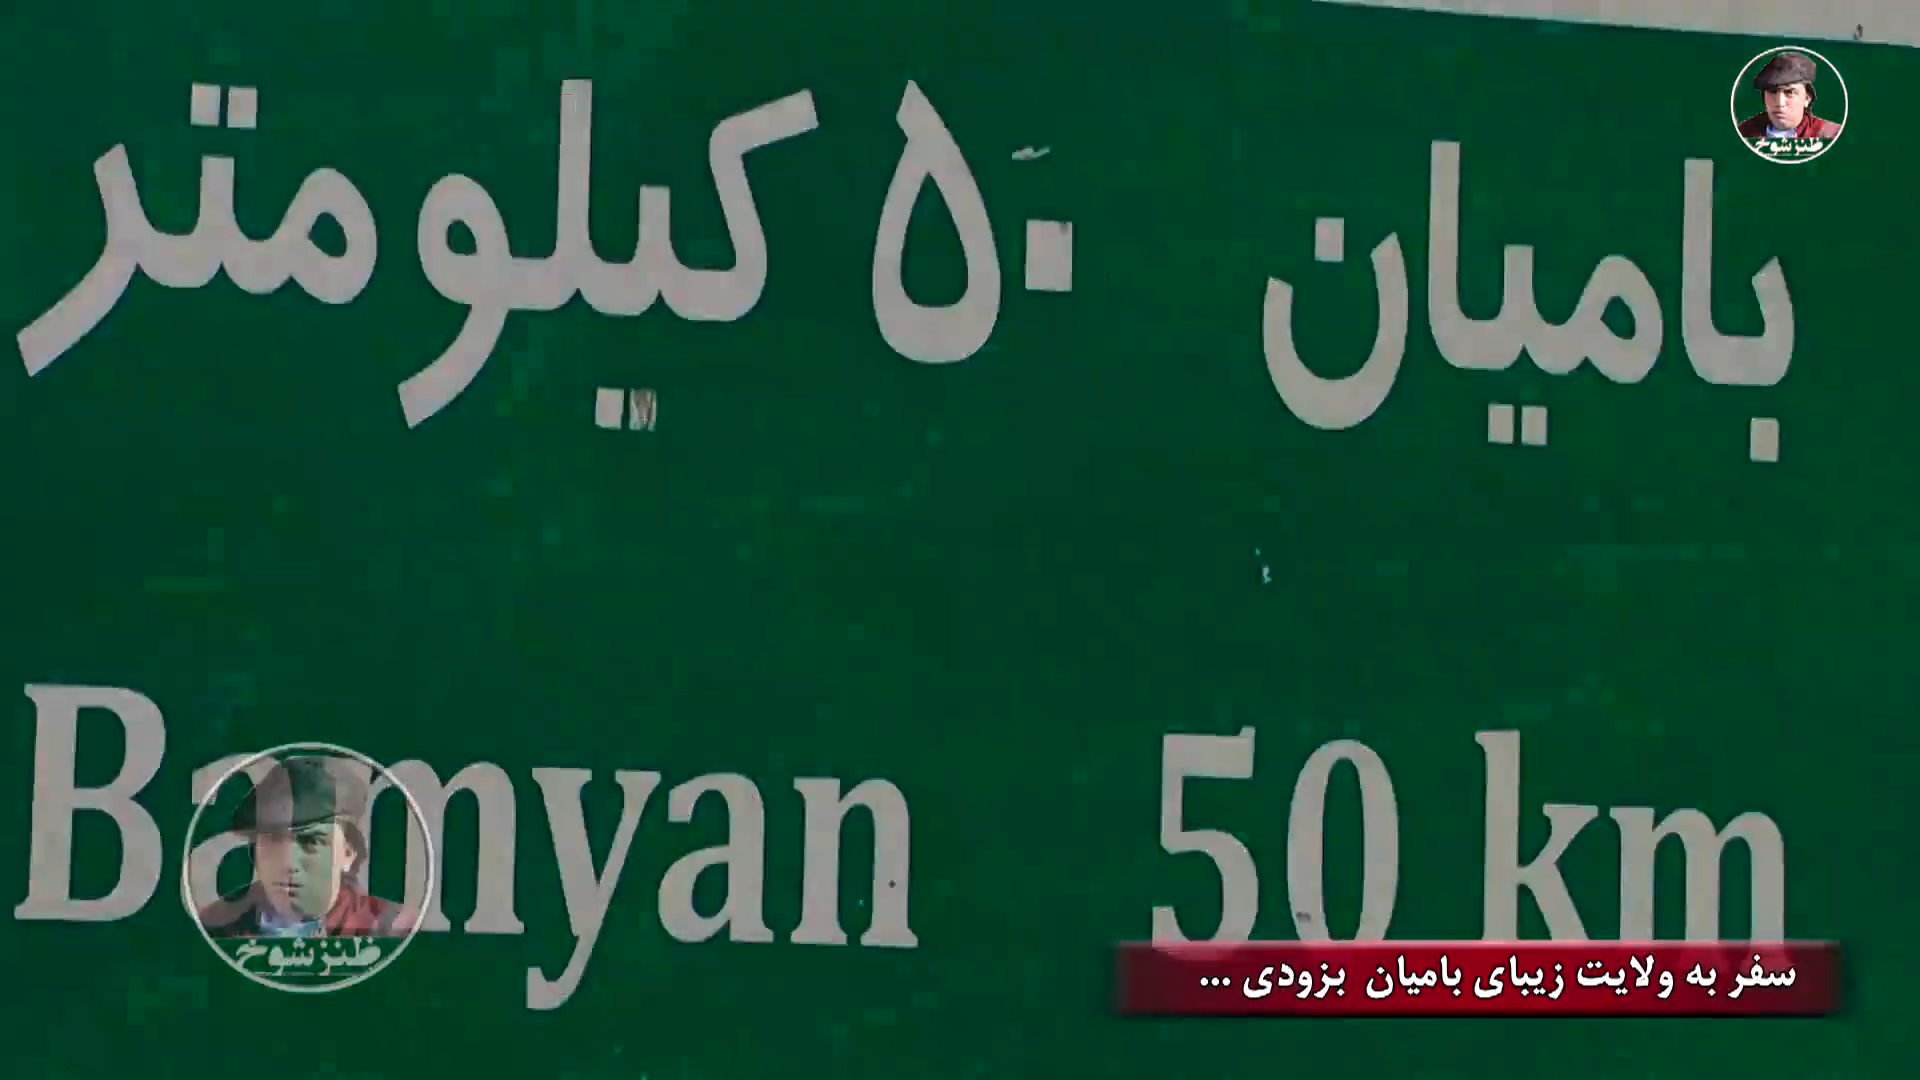 بامیان ۵۰ کیلومتر
Bamyan 50 km
سفر به ولایت زیبای بامیان بزودی ...
طنز شوخ
طنز شوخ